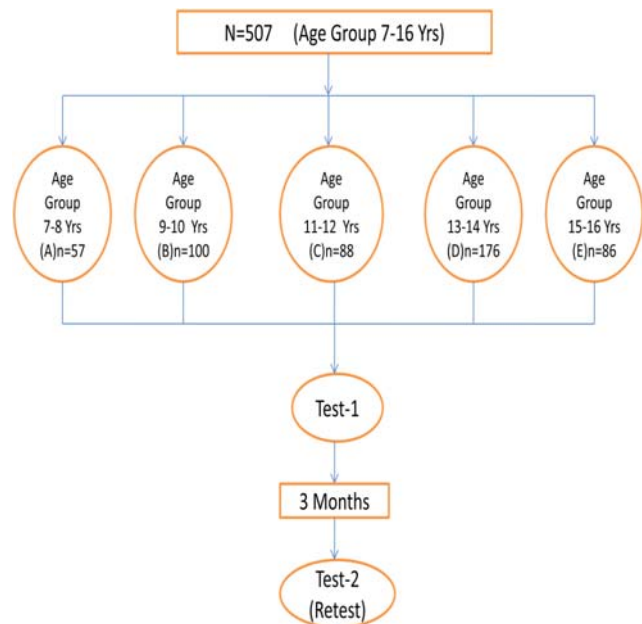 N=507 (Age Group 7-16 Yrs)
Age
Group
7-8 Yrs
(A)n=57
Age
Group
9-10 Yrs
(B)n=100
Age
Group
11-12 Yrs
(C)n=88
Age
Group
13-14 Yrs
(D)n=176
Age
Group
15-16 Yrs
(E)n=86
Test-1
3 Months
Test-2
(Retest)